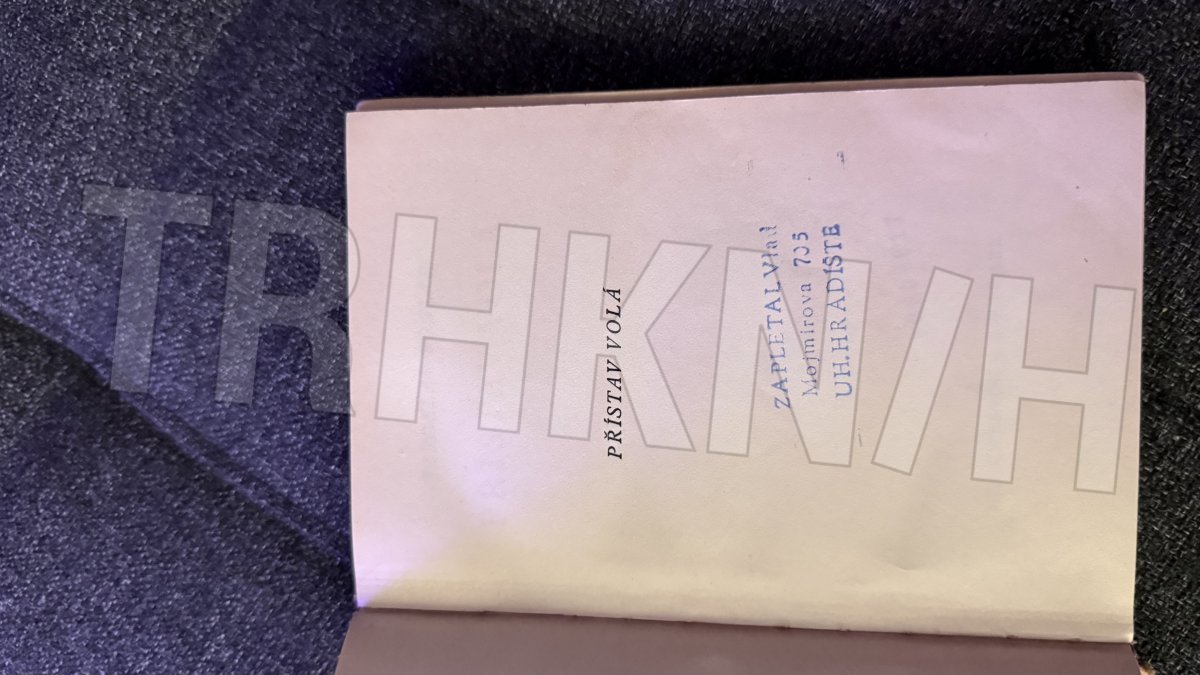 PŘÍSTAV VOLÁ
ZAPLETAL Vlad
Mojmírova 705
UH. HRADIŠTĚ
TRHKNIH